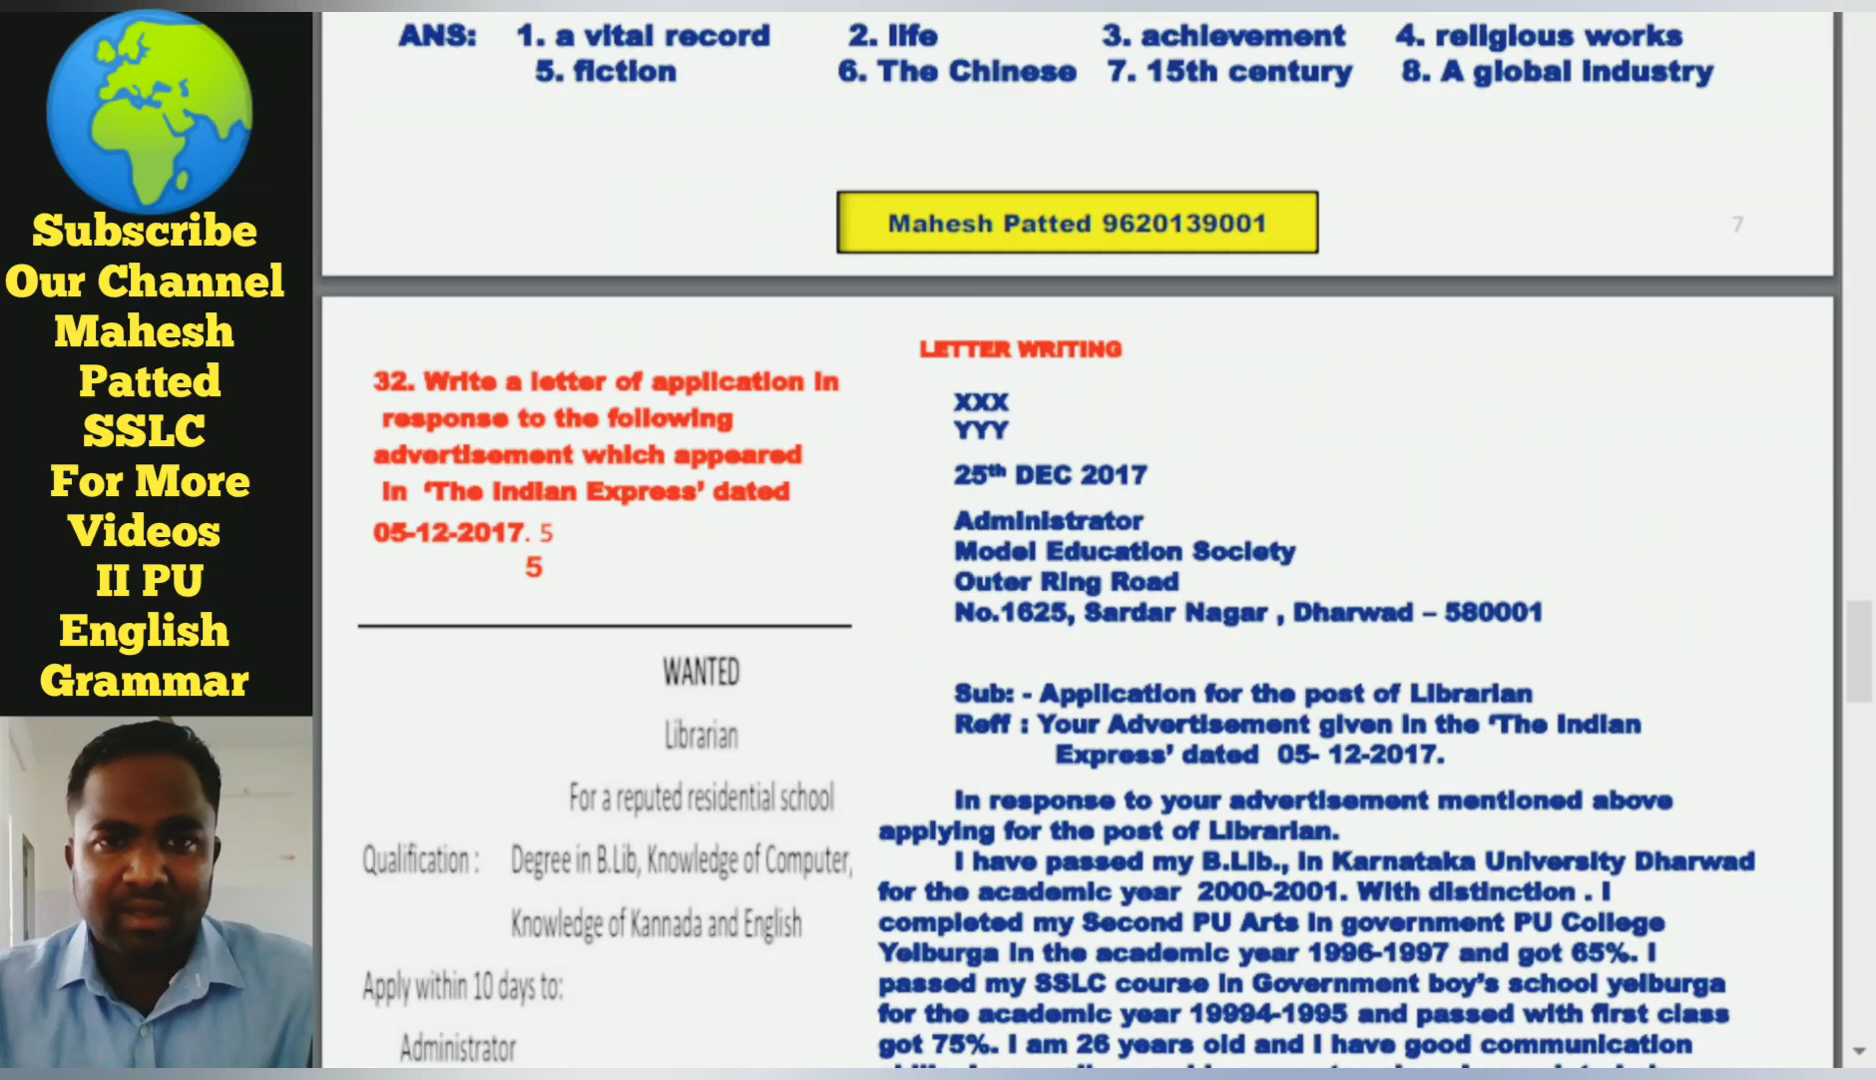 Subscribe
Our Channel
Mahesh
Patted
SSLC
For More
Videos
II PU
English
Grammar
ANS: 1. a vital record 2. life 3. achievement 4. religious works
5. fiction 6. The Chinese 7. 15th century 8. A global Industry
Mahesh Patted 9620139001
7
32. Write a letter of application in
response to the following
advertisement which appeared
in 'The Indian Express' dated
05-12-2017. 5
5
WANTED
Librarian
For a reputed residential school
Qualification : Degree in B.Lib, Knowledge of Computer,
Knowledge of Kannada and English
Apply within 10 days to:
Administrator
LETTER WRITING
XXX
YYY
25th DEC 2017
Administrator
Model Education Society
Outer Ring Road
No.1625, Sardar Nagar , Dharwad – 580001
Sub: - Application for the post of Librarian
Reff : Your Advertisement given in the 'The Indian
Express' dated 05- 12-2017.
In response to your advertisement mentioned above
applying for the post of Librarian.
I have passed my B.Lib., in Karnataka University Dharwad
for the academic year 2000-2001. With distinction . I
completed my Second PU Arts in government PU College
Yelburga in the academic year 1996-1997 and got 65%. I
passed my SSLC course in Government boy's school yelburga
for the academic year 19994-1995 and passed with first class
got 75%. I am 26 years old and I have good communication